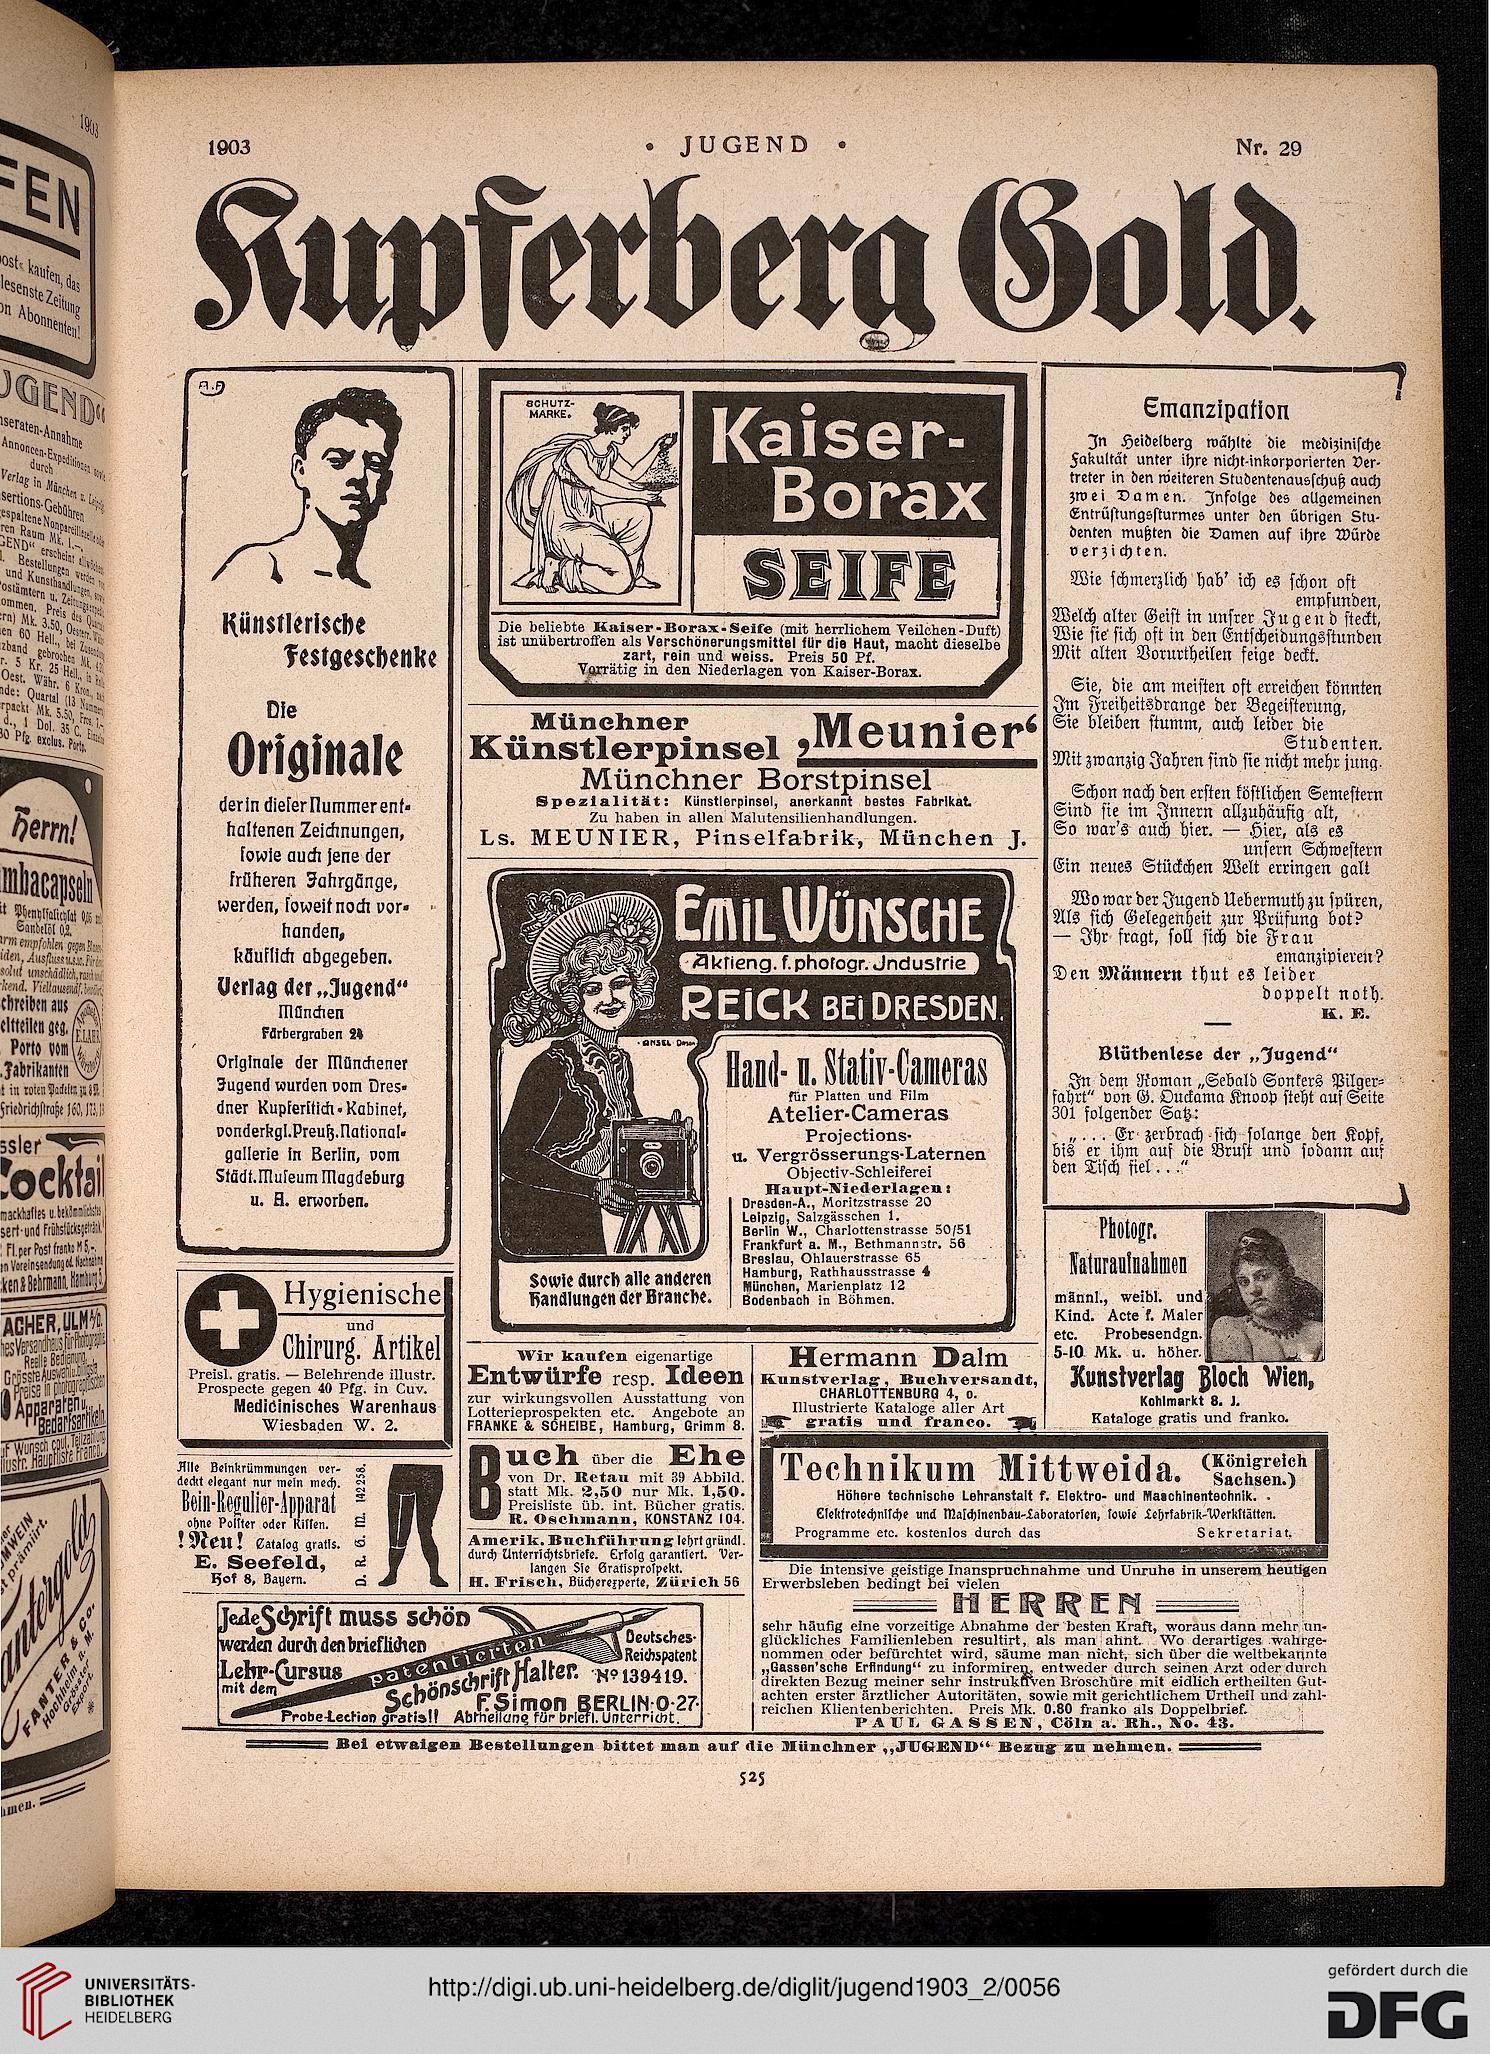 1903
• JUGEND •
Nr. 29
Kupferberg Gold.
A.F
Künstlerische
Festgeschenke
Die
Originale
der in dieser Nummer ent-
haltenen Zeichnungen,
sowie auch jene der
früheren Jahrgänge,
werden, soweit noch vor-
handen,
käuflich abgegeben.
Verlag der „Jugend“
München
Färbergraben 24
Originale der Münchener
Jugend wurden vom Dres-
dner Kupferstich-Kabinet,
von der kgl. Preuß. National-
gallerie in Berlin, vom
Städt. Museum Magdeburg
u. A. erworben.
Hygienische
und
Chirurg. Artikel
Preisl. gratis. — Belehrende illustr.
Prospecte gegen 40 Pfg. in Cuv.
Medicinisches Warenhaus
Wiesbaden W. 2.
Alle Beinkrümmungen ver-
deckt elegant nur mein mech.
Bein-Regulier-Apparat
ohne Polster oder Kissen.
! Neu! Catalog gratis.
E. Seefeld,
Hof 8, Bayern.
D. R. G. M. 142258.
SCHUTZ-
MARKE.
Kaiser-
Borax
SEIFE
Die beliebte Kaiser-Borax-Seife (mit herrlichem Veilchen-Duft)
ist unübertroffen als Verschönerungsmittel für die Haut, macht dieselbe
zart, rein und weiss. Preis 50 Pf.
Vorrätig in den Niederlagen von Kaiser-Borax.
Münchner
Künstlerpinsel ‚Meunier‘
Münchner Borstpinsel
Spezialität: Künstlerpinsel, anerkannt bestes Fabrikat.
Zu haben in allen Malutensilienhandlungen.
Ls. MEUNIER, Pinselfabrik, München J.
EMIL WÜNSCHE
Aktieng. f. photogr. Jndustrie
REICK BEI DRESDEN.
Hand- u. Stativ-Cameras
für Platten und Film
Atelier-Cameras
Projections-
u. Vergrösserungs-Laternen
Objectiv-Schleiferei
Haupt-Niederlagen:
Dresden-A., Moritzstrasse 20
Leipzig, Salzgässchen 1.
Berlin W., Charlottenstrasse 50/51
Frankfurt a. M., Bethmannstr. 56
Breslau, Ohlauerstrasse 65
Hamburg, Rathhausstrasse 4
München, Marienplatz 12
Bodenbach in Böhmen.
Sowie durch alle anderen
Handlungen der Branche.
Wir kaufen eigenartige
Entwürfe resp. Ideen
zur wirkungsvollen Ausstattung von
Lotterieprospekten etc. Angebote an
FRANKE & SCHEIBE, Hamburg, Grimm 8.
Buch über die Ehe
von Dr. Retau mit 39 Abbild.
statt Mk. 2,50 nur Mk. 1,50.
Preisliste üb. int. Bücher gratis.
R. Oschmann, KONSTANZ 104.
Amerik. Buchführung lehrt gründl.
durch Unterrichtsbriefe. Erfolg garantiert. Ver-
langen Sie Gratisprospekt.
H. Frisch, Bücherexperte, Zürich 56
Jede Schrift muss schön
werden durch den brieflichen
Lehr-Cursus
mit dem
patentierten
Schönschrifthalter.
Deutsches-
Reichspatent
No 139419.
F. Simon BERLIN·O·27·
Probe-Lection gratis!! Abtheilung für briefl. Unterricht.
Emanzipation
In Heidelberg wählte die medizinische
Fakultät unter ihre nicht-inkorporierten Ver-
treter in den weiteren Studentenausschuß auch
zwei Damen. Infolge des allgemeinen
Entrüstungssturmes unter den übrigen Stu-
denten mußten die Damen auf ihre Würde
verzichten.
Wie schmerzlich hab' ich es schon oft
empfunden,
Welch alter Geist in unsrer Jugend steckt,
Wie sie sich oft in den Entscheidungsstunden
Mit alten Vorurtheilen feige deckt.
Sie, die am meisten oft erreichen könnten
Im Freiheitsdrange der Begeisterung,
Sie bleiben stumm, auch leider die
Studenten.
Mit zwanzig Jahren sind sie nicht mehr jung.
Schon nach den ersten köstlichen Semestern
Sind sie im Innern allzuhäufig alt,
So war's auch hier. — Hier, als es
unsern Schwestern
Ein neues Stückchen Welt erringen galt
Wo war der Jugend Uebermuth zu spüren,
Als sich Gelegenheit zur Prüfung bot?
— Ihr fragt, soll sich die Frau
emanzipieren?
Den Männern thut es leider
doppelt noth.
K. E.
Blüthenlese der „Jugend“
In dem Roman „Sebald Soekers Pilger-
fahrt“ von G. Ouckama Knoop steht auf Seite
301 folgender Satz:
„... Er zerbrach sich solange den Kopf,
bis er ihm auf die Brust und sodann auf
den Tisch fiel...“
Photogr.
Naturaufnahmen
männl., weibl. und
Kind. Acte f. Maler
etc. Probesendgn.
5-10 Mk. u. höher.
Kunstverlag Bloch Wien,
Kohlmarkt 8. J.
Kataloge gratis und franko.
Hermann Dalm
Kunstverlag, Buchversandt,
CHARLOTTENBURG 4, O.
Illustrierte Kataloge aller Art
gratis und franco.
Technikum Mittweida. (Königreich
Sachsen.)
Höhere technische Lehranstalt f. Elektro- und Maschinentechnik.
Elektrotechnische und Maschinenbau-Laboratorien, sowie Lehrfabrik-Werkstätten.
Programme etc. kostenlos durch das Sekretariat.
Die intensive geistige Inanspruchnahme und Unruhe in unserem heutigen
Erwerbsleben bedingt bei vielen
HERREN
sehr häufig eine vorzeitige Abnahme der besten Kraft, woraus dann mehr un-
glückliches Familienleben resultirt, als man ahnt. Wo derartiges wahrge-
nommen oder befürchtet wird, säume man nicht, sich über die weltbekannte
„Gassen'sche Erfindung“ zu informiren, entweder durch seinen Arzt oder durch
direkten Bezug meiner sehr instruktiven Broschüre mit eidlich ertheilten Gut-
achten erster ärztlicher Autoritäten, sowie mit gerichtlichem Urtheil und zahl-
reichen Klientenberichten. Preis Mk. 0.80 franko als Doppelbrief.
PAUL GASSEN, Cöln a. Rh., No. 43.
Bei etwaigen Bestellungen bittet man auf die Münchner „JUGEND“ Bezug zu nehmen.
525
UNIVERSITÄTS-
BIBLIOTHEK
HEIDELBERG
http://digi.ub.uni-heidelberg.de/diglit/jugend1903_2/0056
gefördert durch die
DFG